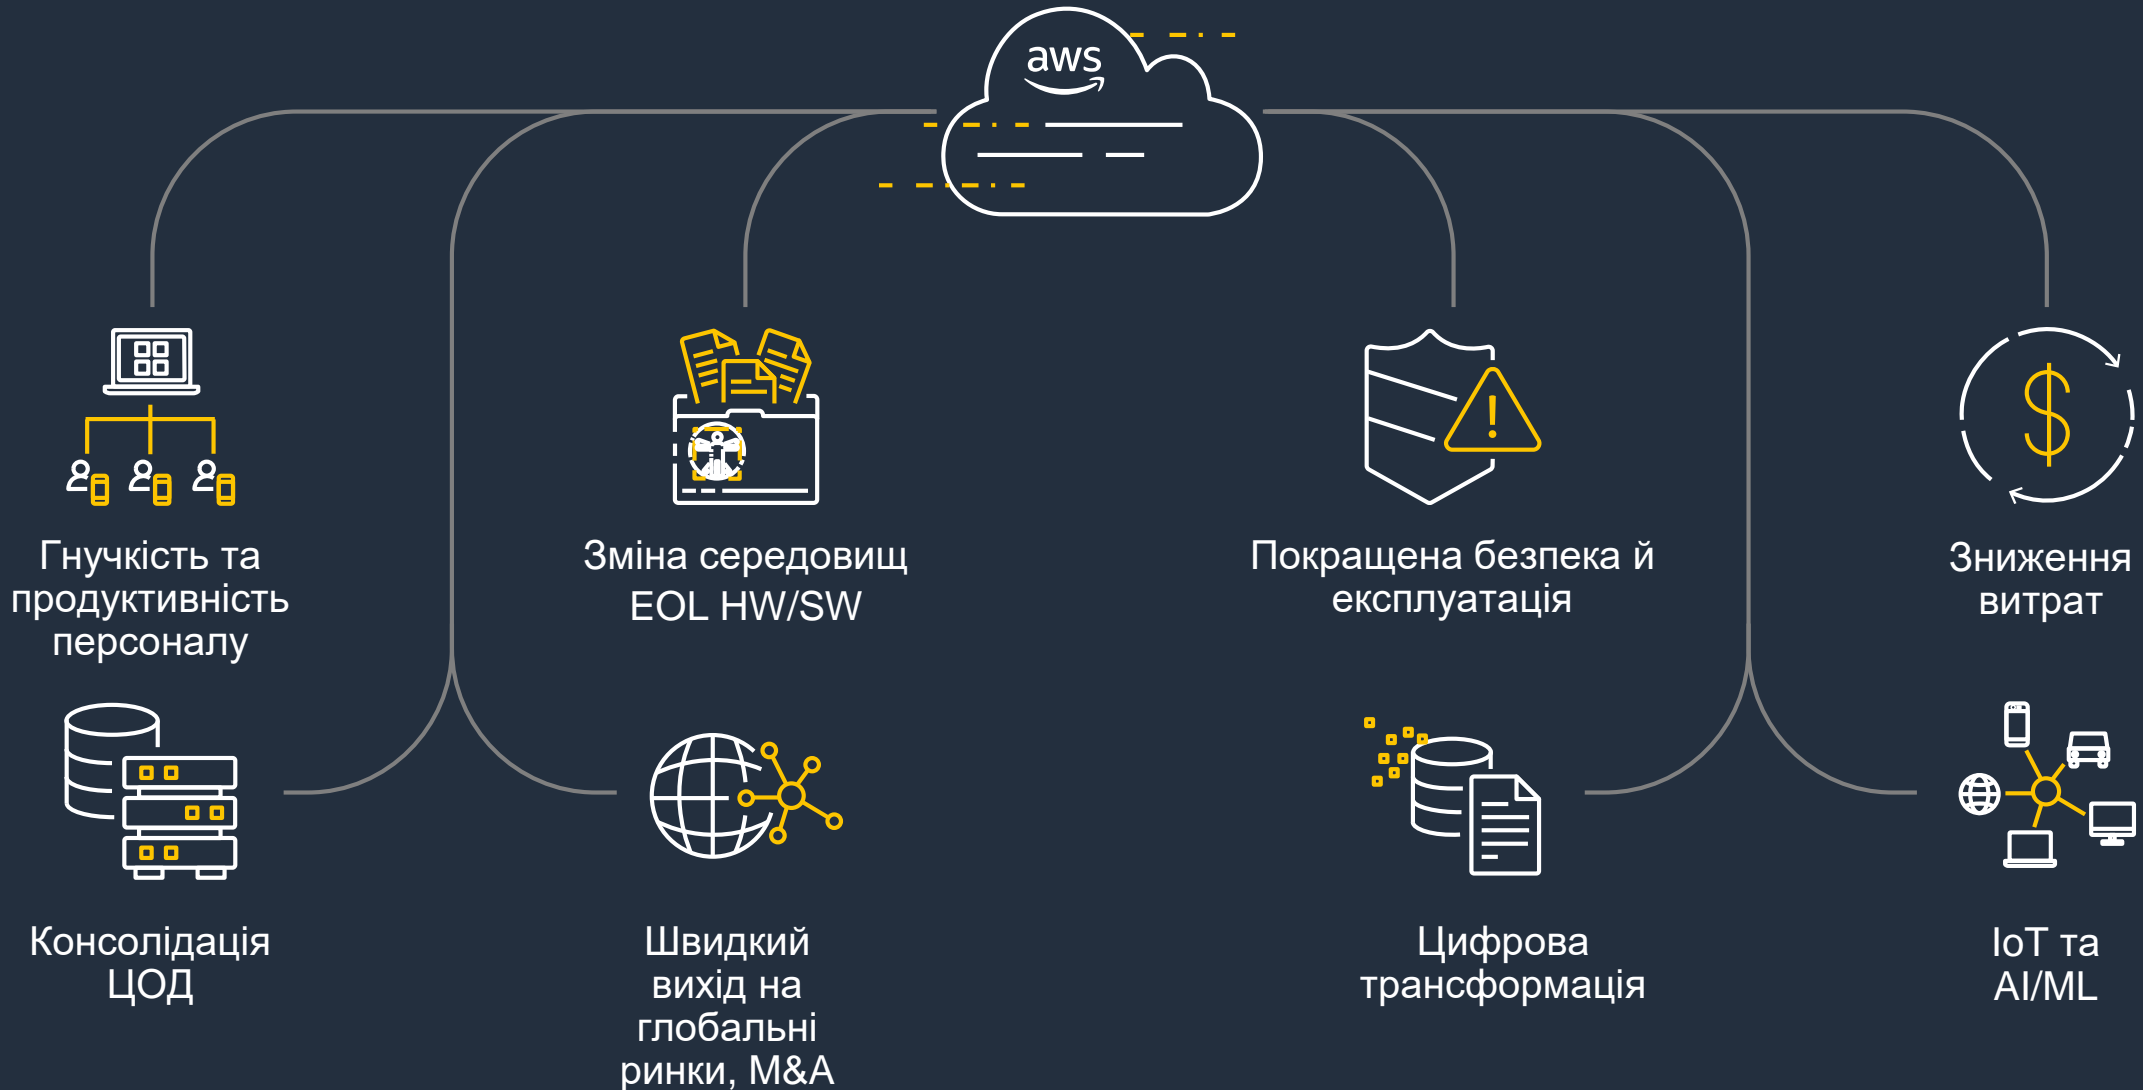 aws
Гнучкість та
продуктивність
персоналу
Зміна середовищ
EOL HW/SW
Покращена безпека й
експлуатація
Зниження
витрат
Консолідація
ЦОД
Швидкий
вихід на
глобальні
ринки, M&A
Цифрова
трансформація
IoT та
AI/ML